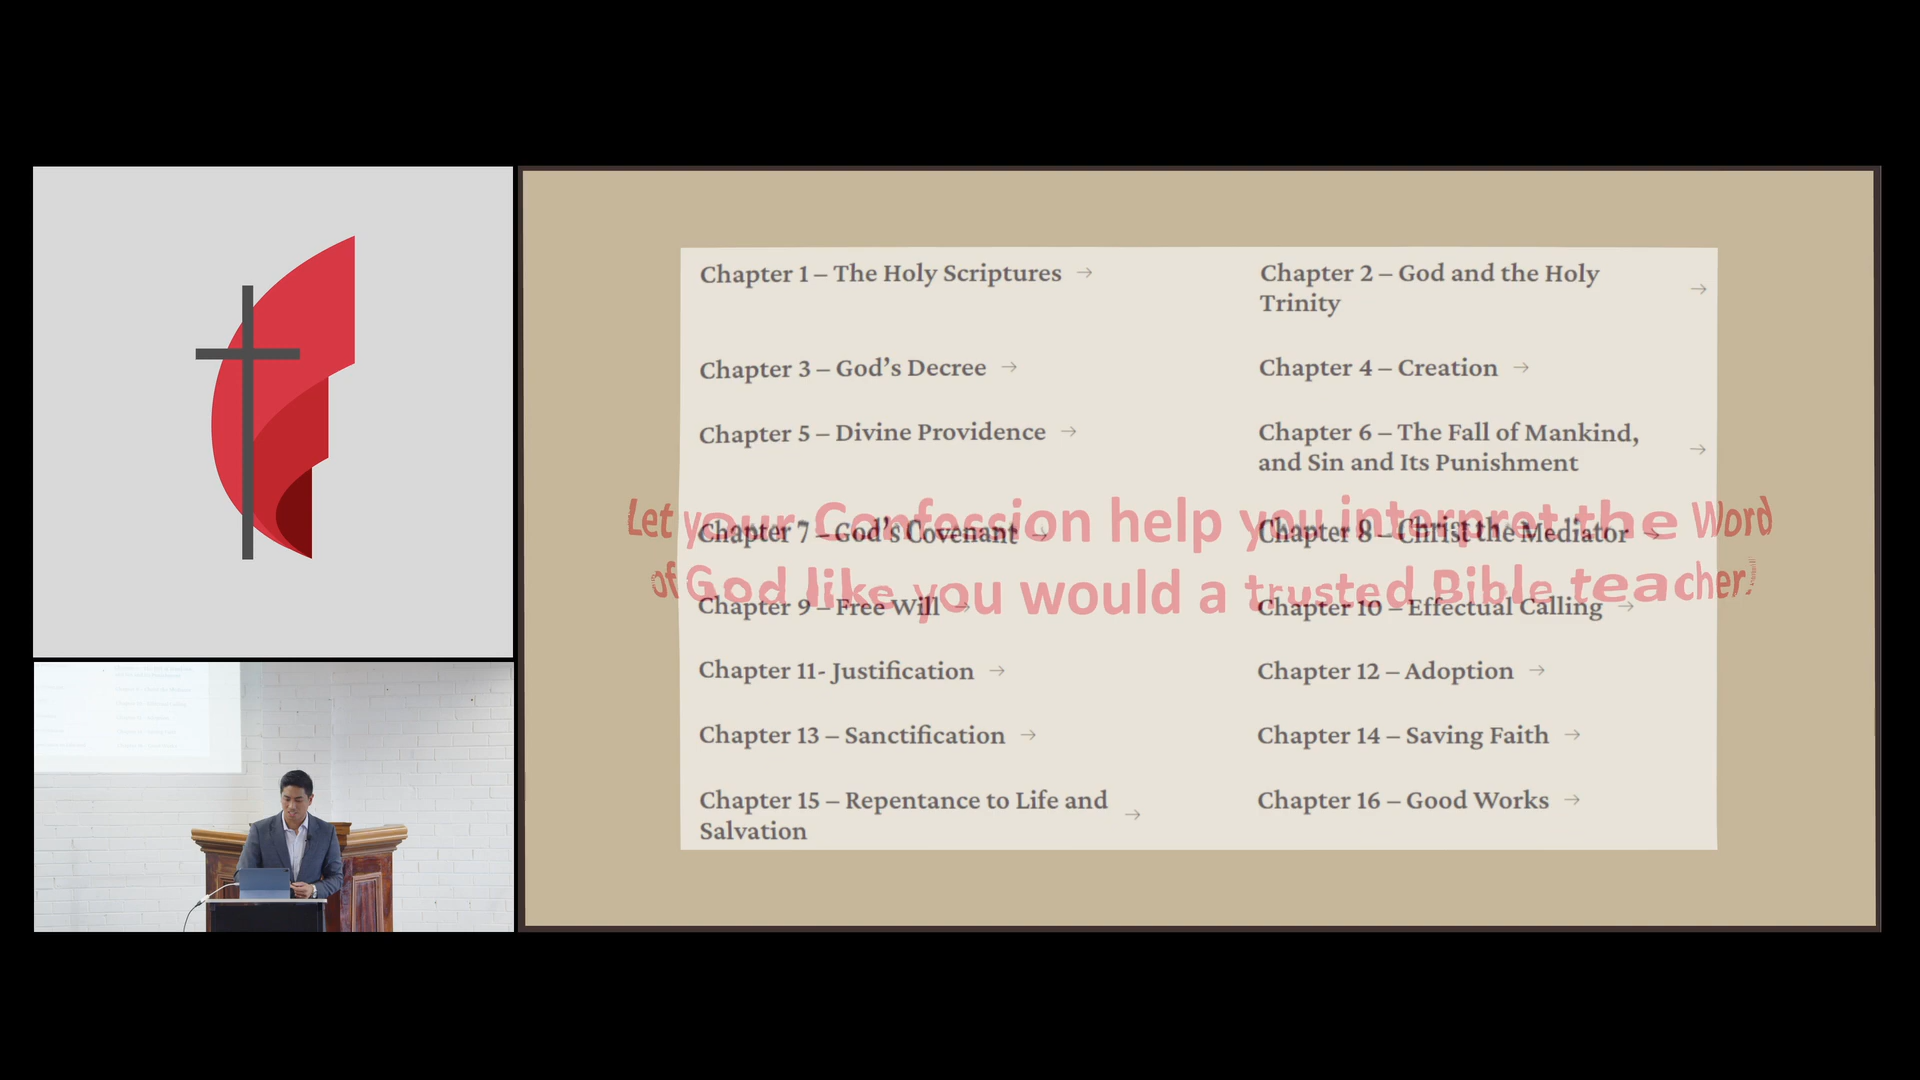 Chapter 1 – The Holy Scriptures →
Chapter 2 – God and the Holy
Trinity →
Chapter 3 – God’s Decree →
Chapter 4 – Creation →
Chapter 5 – Divine Providence →
Chapter 6 – The Fall of Mankind,
and Sin and Its Punishment →
Let your Confession help you interpret the Word
of God like you would a trusted Bible teacher.
Chapter 7 – God’s Covenant →
Chapter 8 – Christ the Mediator →
Chapter 9 – Free Will →
Chapter 10 – Effectual Calling →
Chapter 11- Justification →
Chapter 12 – Adoption →
Chapter 13 – Sanctification →
Chapter 14 – Saving Faith →
Chapter 15 – Repentance to Life and
Salvation →
Chapter 16 – Good Works →